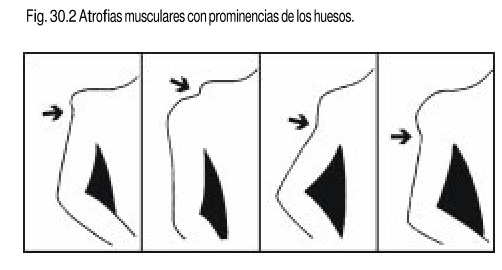 Fig. 30.2 Atrofias musculares con prominencias de los huesos.